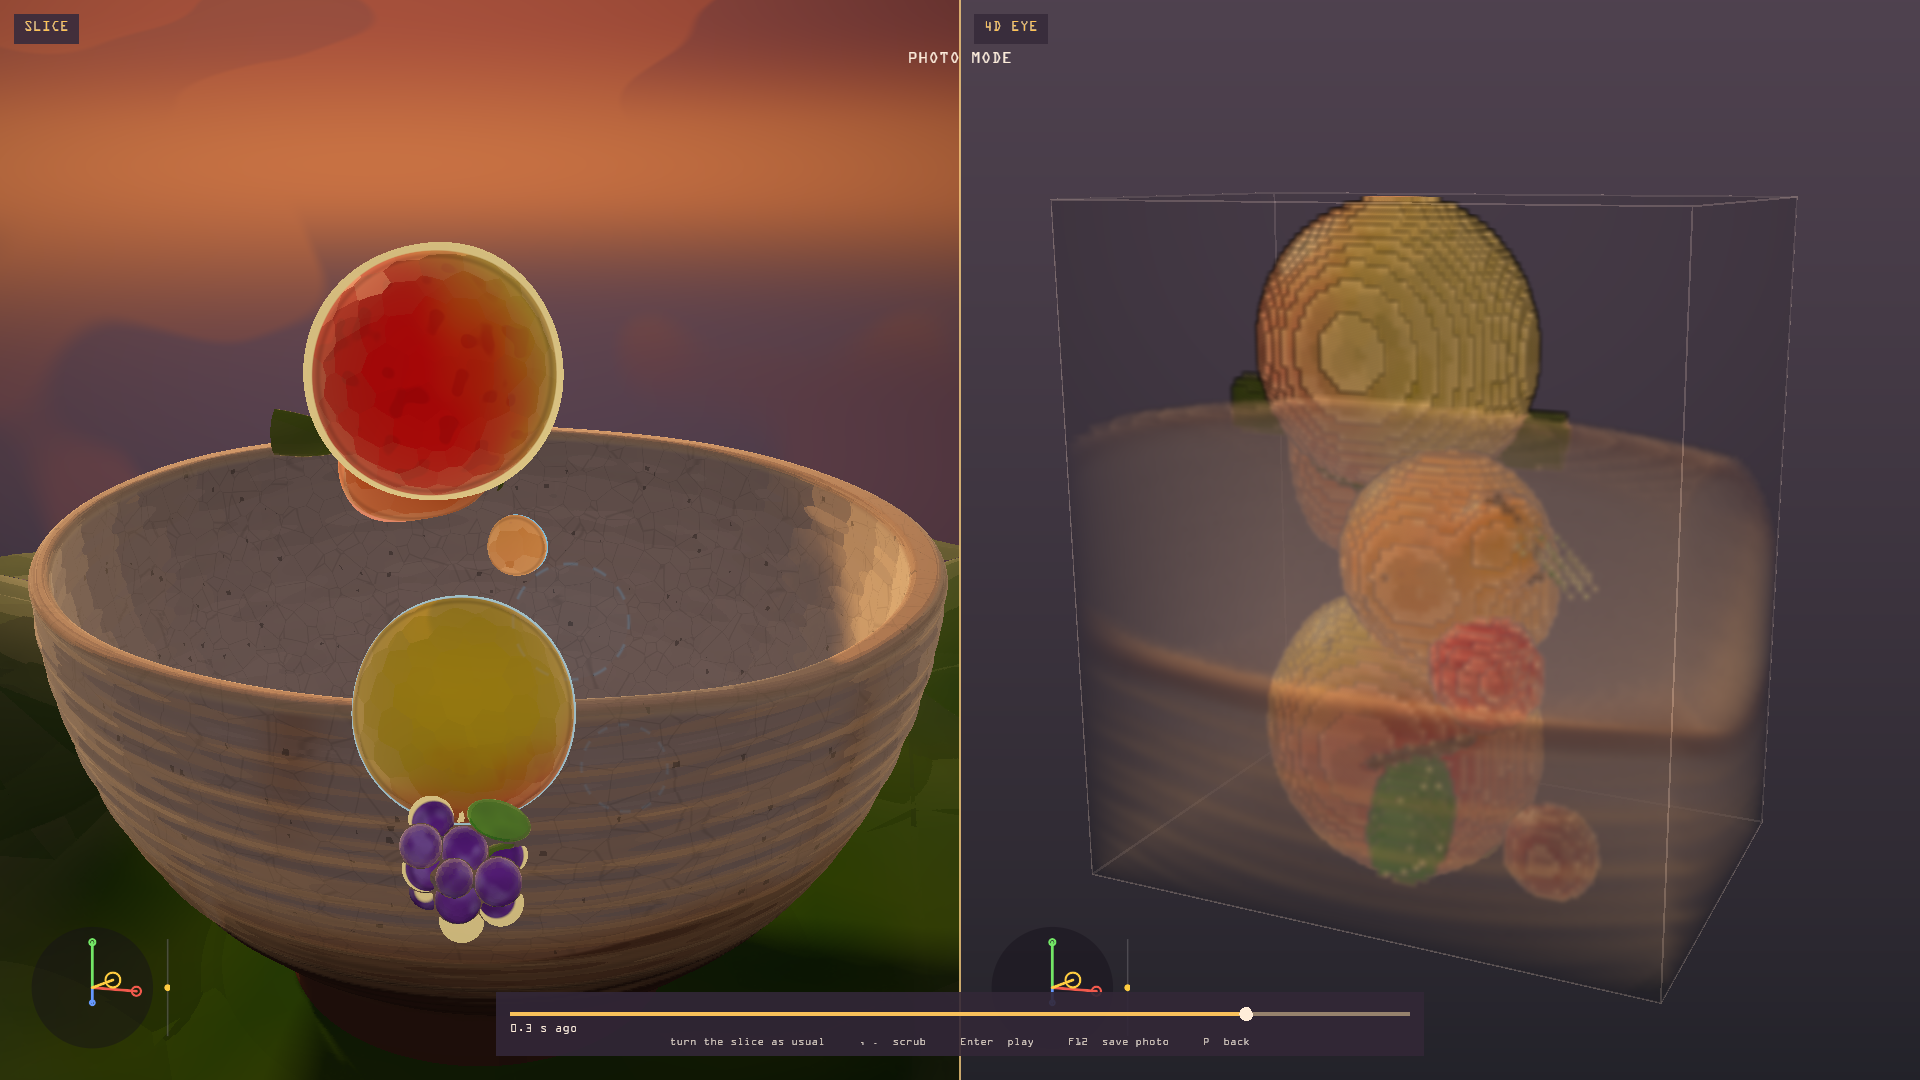 SLICE
4D EYE
PHOTO MODE
0.3 s ago
turn the slice as usual , . scrub Enter play F12 save photo P back